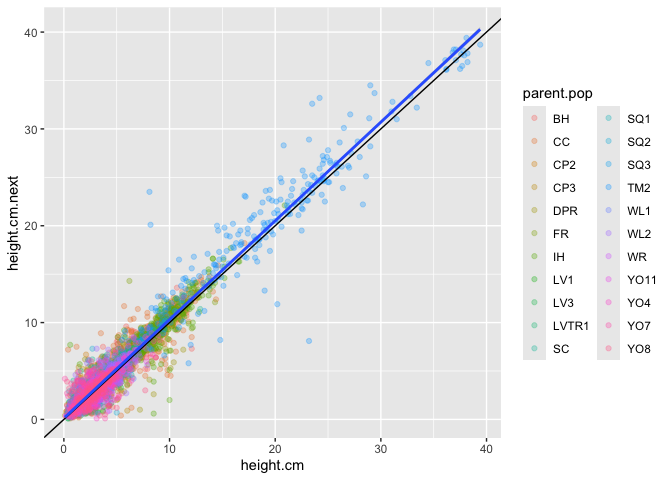 40
30
20
10
0
height.cm.next
0 10 20 30 40
height.cm
parent.pop
BH SQ1
CC SQ2
CP2 SQ3
CP3 TM2
DPR WL1
FR WL2
IH WR
LV1 YO11
LV3 YO4
LVTR1 YO7
SC YO8